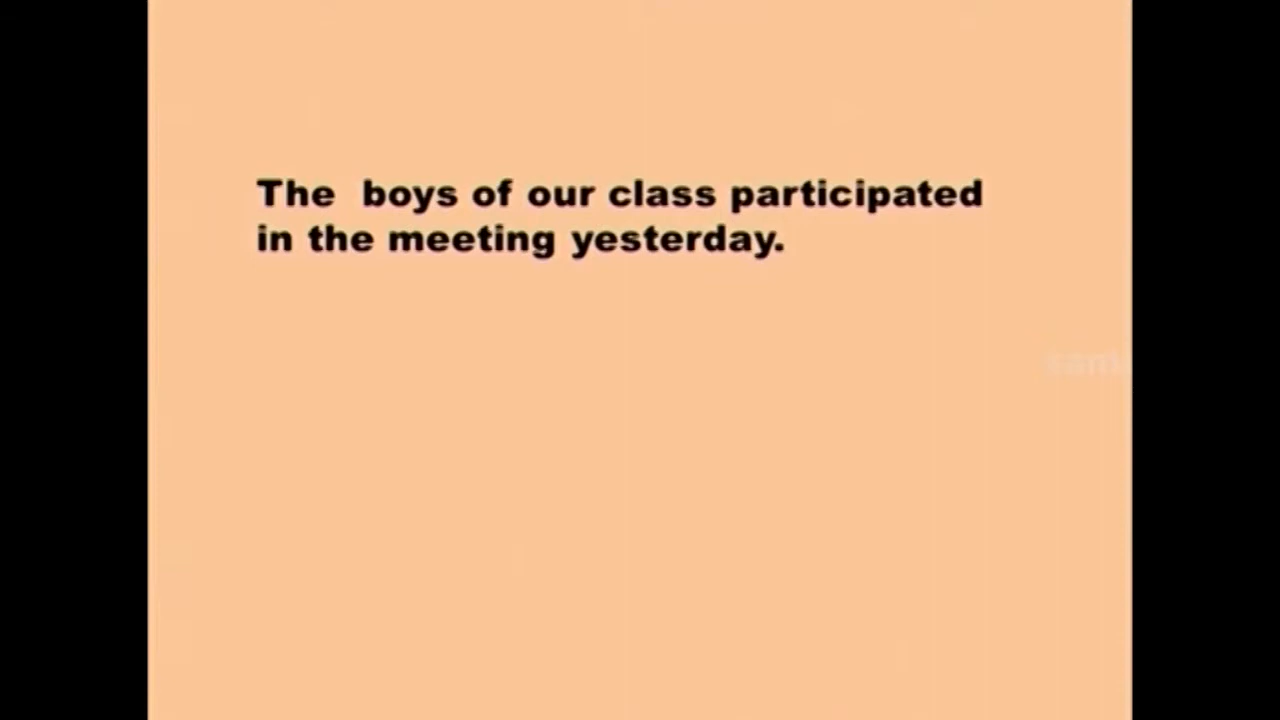 The  boys of our class participated
in the meeting yesterday.